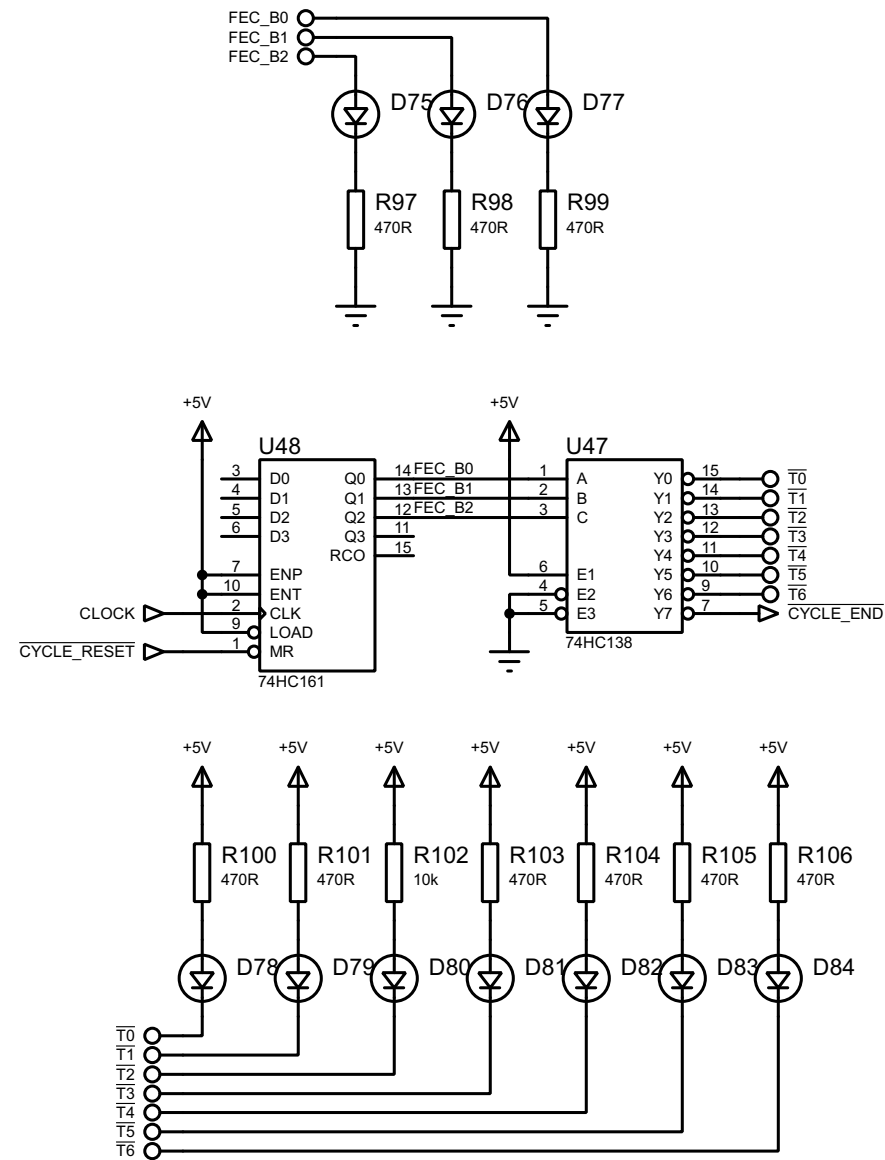 FEC_B0
FEC_B1
FEC_B2
D75 D76 D77
R97 R98 R99
470R 470R 470R
+5V +5V
U48 U47
3 D0 Q0 14 FEC_B0 1 A Y0 15 T0
4 D1 Q1 13 FEC_B1 2 B Y1 14 T1
5 D2 Q2 12 FEC_B2 3 C Y2 13 T2
6 D3 Q3 11 Y3 12 T3
RCO 15 Y4 11 T4
7 ENP 6 E1 Y5 10 T5
10 ENT 4 E2 Y6 9 T6
CLOCK 2 CLK 5 E3 Y7 7 CYCLE_END
9 LOAD
CYCLE_RESET 1 MR
74HC161 74HC138
+5V +5V +5V +5V +5V +5V +5V
R100 R101 R102 R103 R104 R105 R106
470R 470R 10k 470R 470R 470R 470R
D78 D79 D80 D81 D82 D83 D84
T0
T1
T2
T3
T4
T5
T6